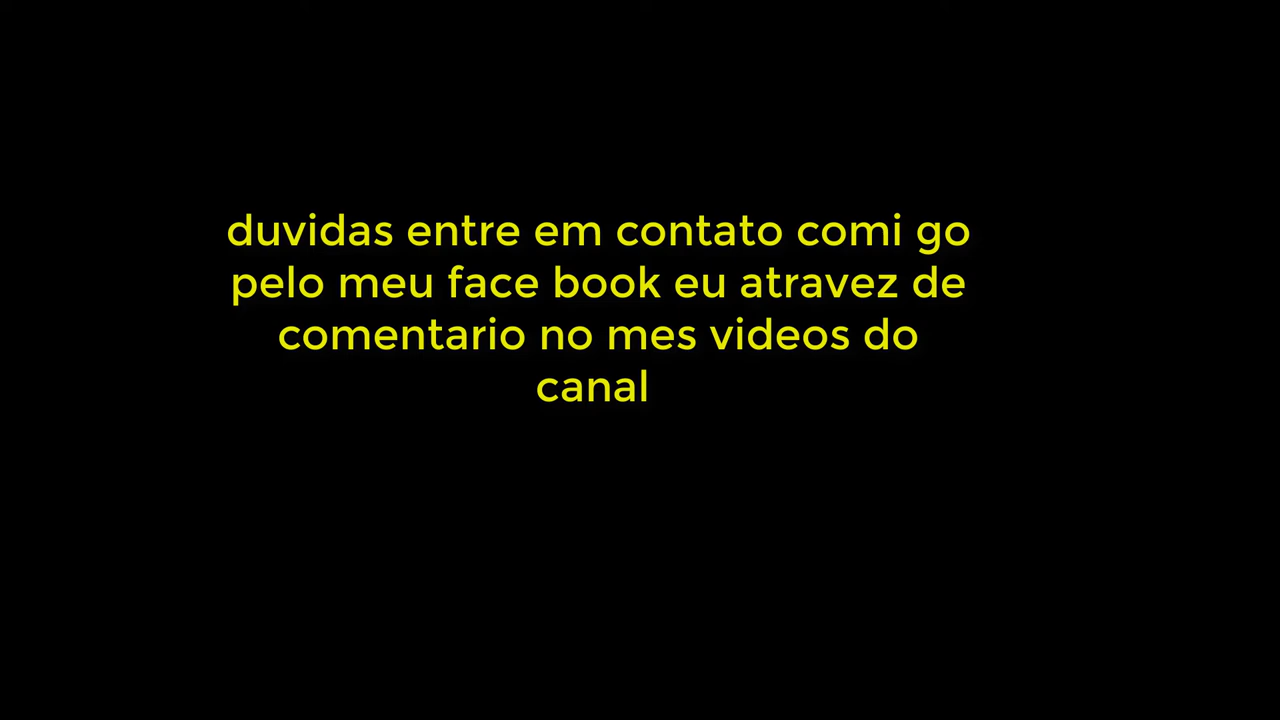 duvidas entre em contato comi go
pelo meu face book eu atravez de
comentario no mes videos do
canal